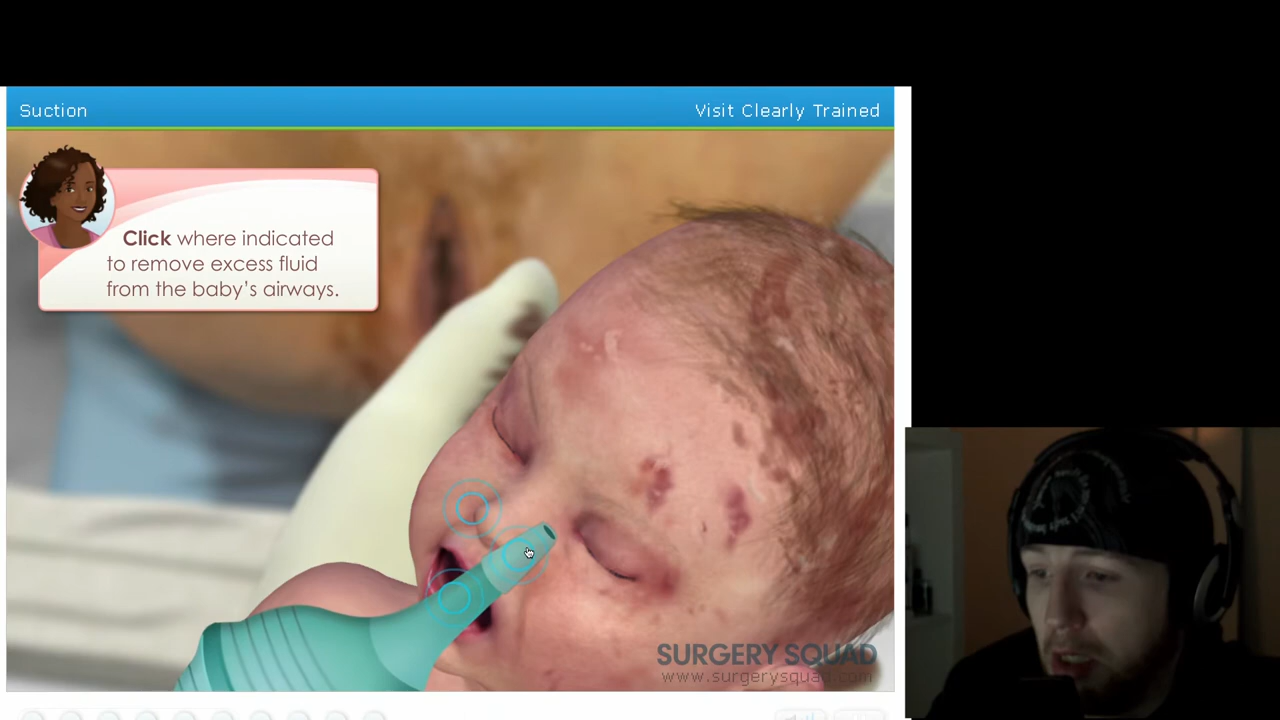 Suction
Visit Clearly Trained
Click where indicated
to remove excess fluid
from the baby's airways.
SURGERY SQUAD
www.surgerysquad.com